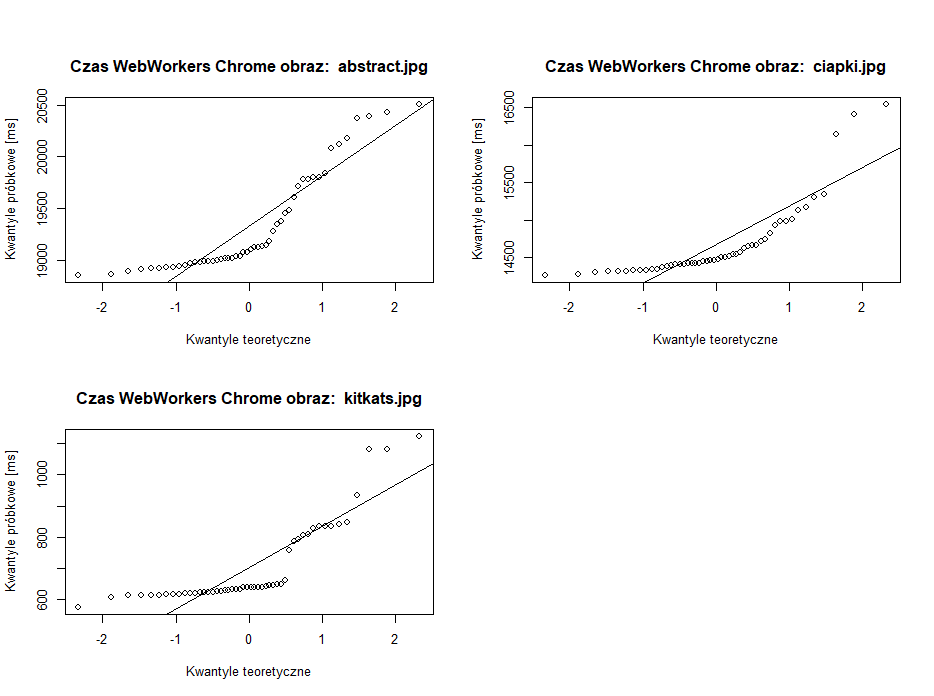 Czas WebWorkers Chrome obraz:  abstract.jpg
Kwantyle próbkowe [ms]
20500
20000
19500
19000
-2 -1 0 1 2
Kwantyle teoretyczne
Czas WebWorkers Chrome obraz:  ciapki.jpg
Kwantyle próbkowe [ms]
16500
15500
14500
-2 -1 0 1 2
Kwantyle teoretyczne
Czas WebWorkers Chrome obraz:  kitkats.jpg
Kwantyle próbkowe [ms]
1000
800
600
-2 -1 0 1 2
Kwantyle teoretyczne